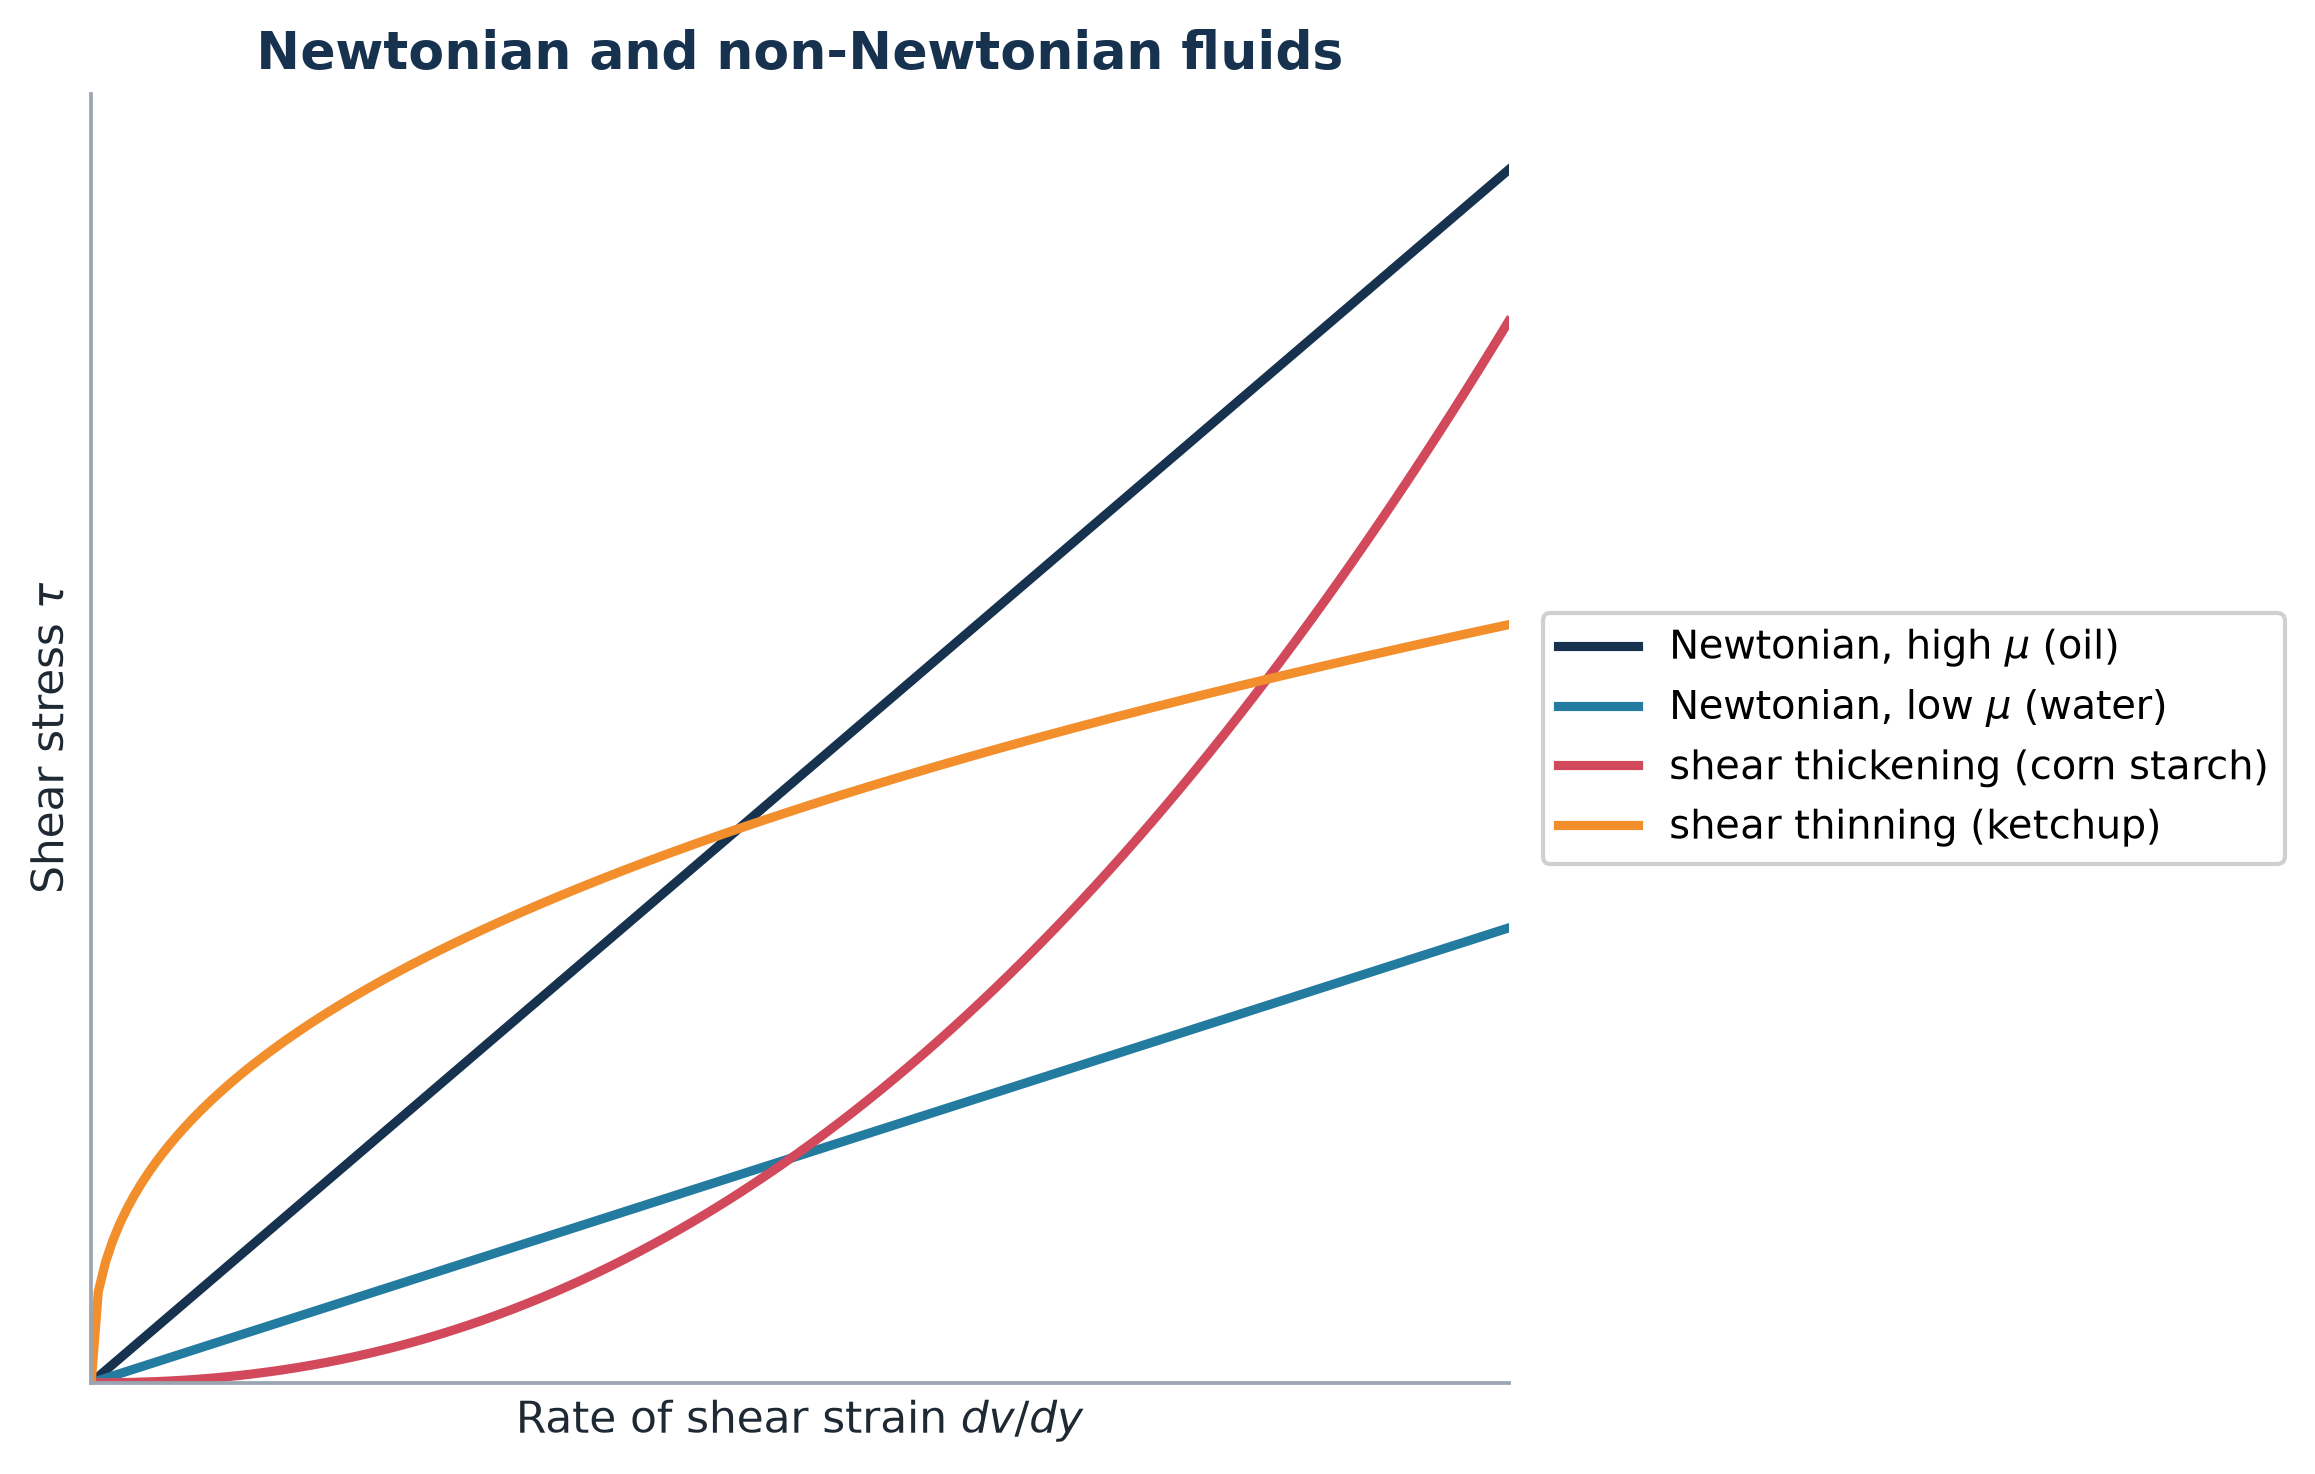 Newtonian and non-Newtonian fluids
Shear stress τ
Newtonian, high μ (oil)
Newtonian, low μ (water)
shear thickening (corn starch)
shear thinning (ketchup)
Rate of shear strain dv/dy